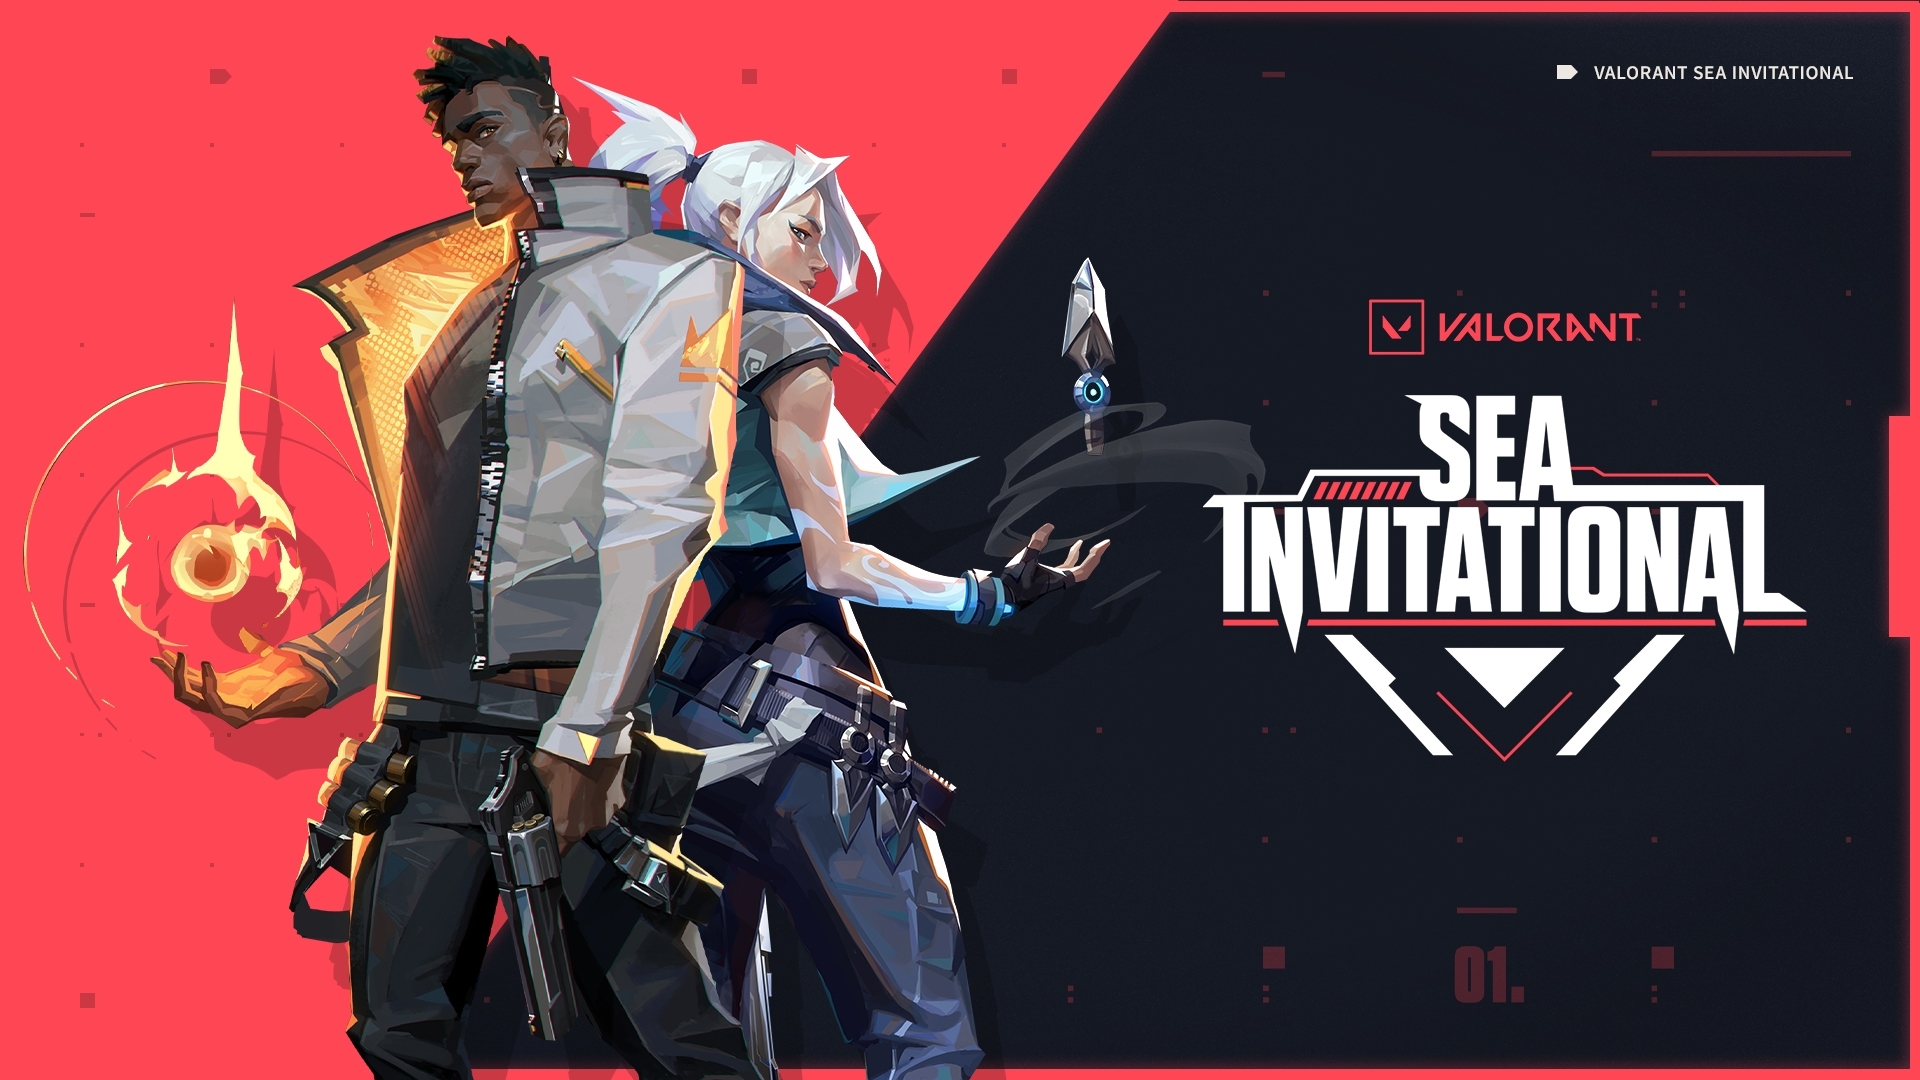 VALORANT SEA INVITATIONAL
VALORANT
SEA
INVITATIONAL
01.